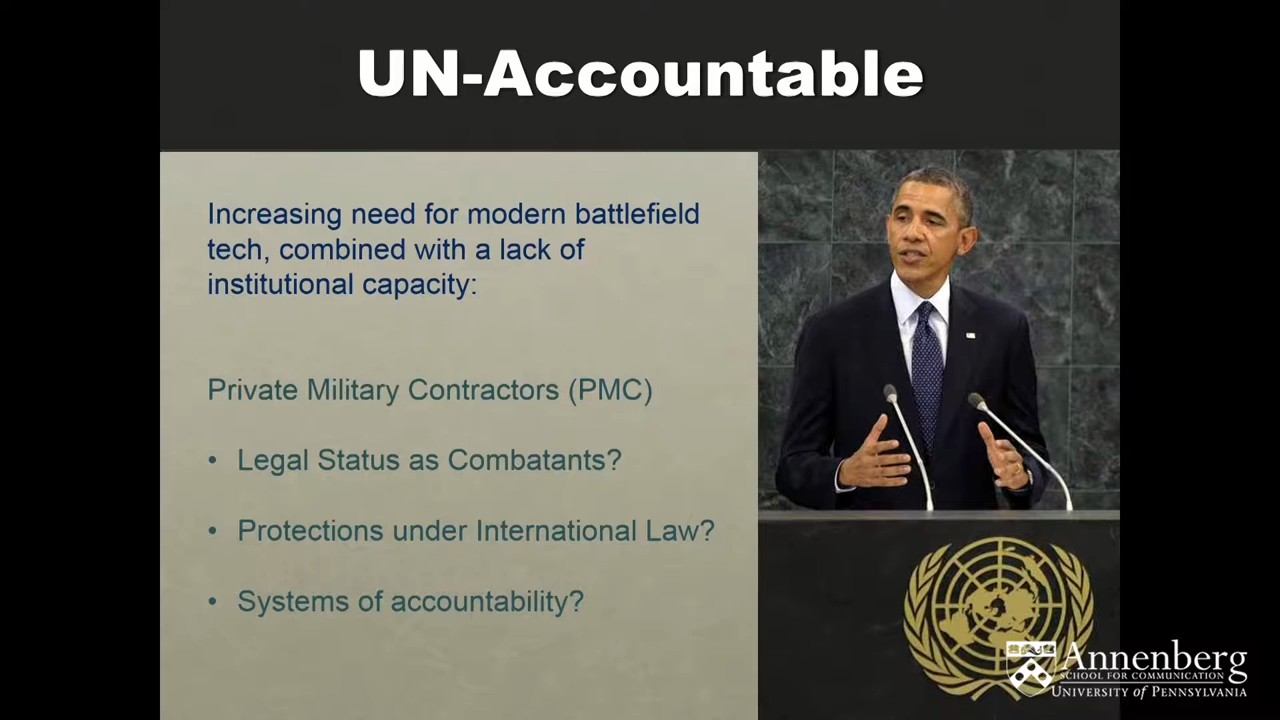 UN-Accountable
Increasing need for modern battlefield
tech, combined with a lack of
institutional capacity:
Private Military Contractors (PMC)
• Legal Status as Combatants?
• Protections under International Law?
• Systems of accountability?
Annenberg
SCHOOL FOR COMMUNICATION
UNIVERSITY of PENNSYLVANIA